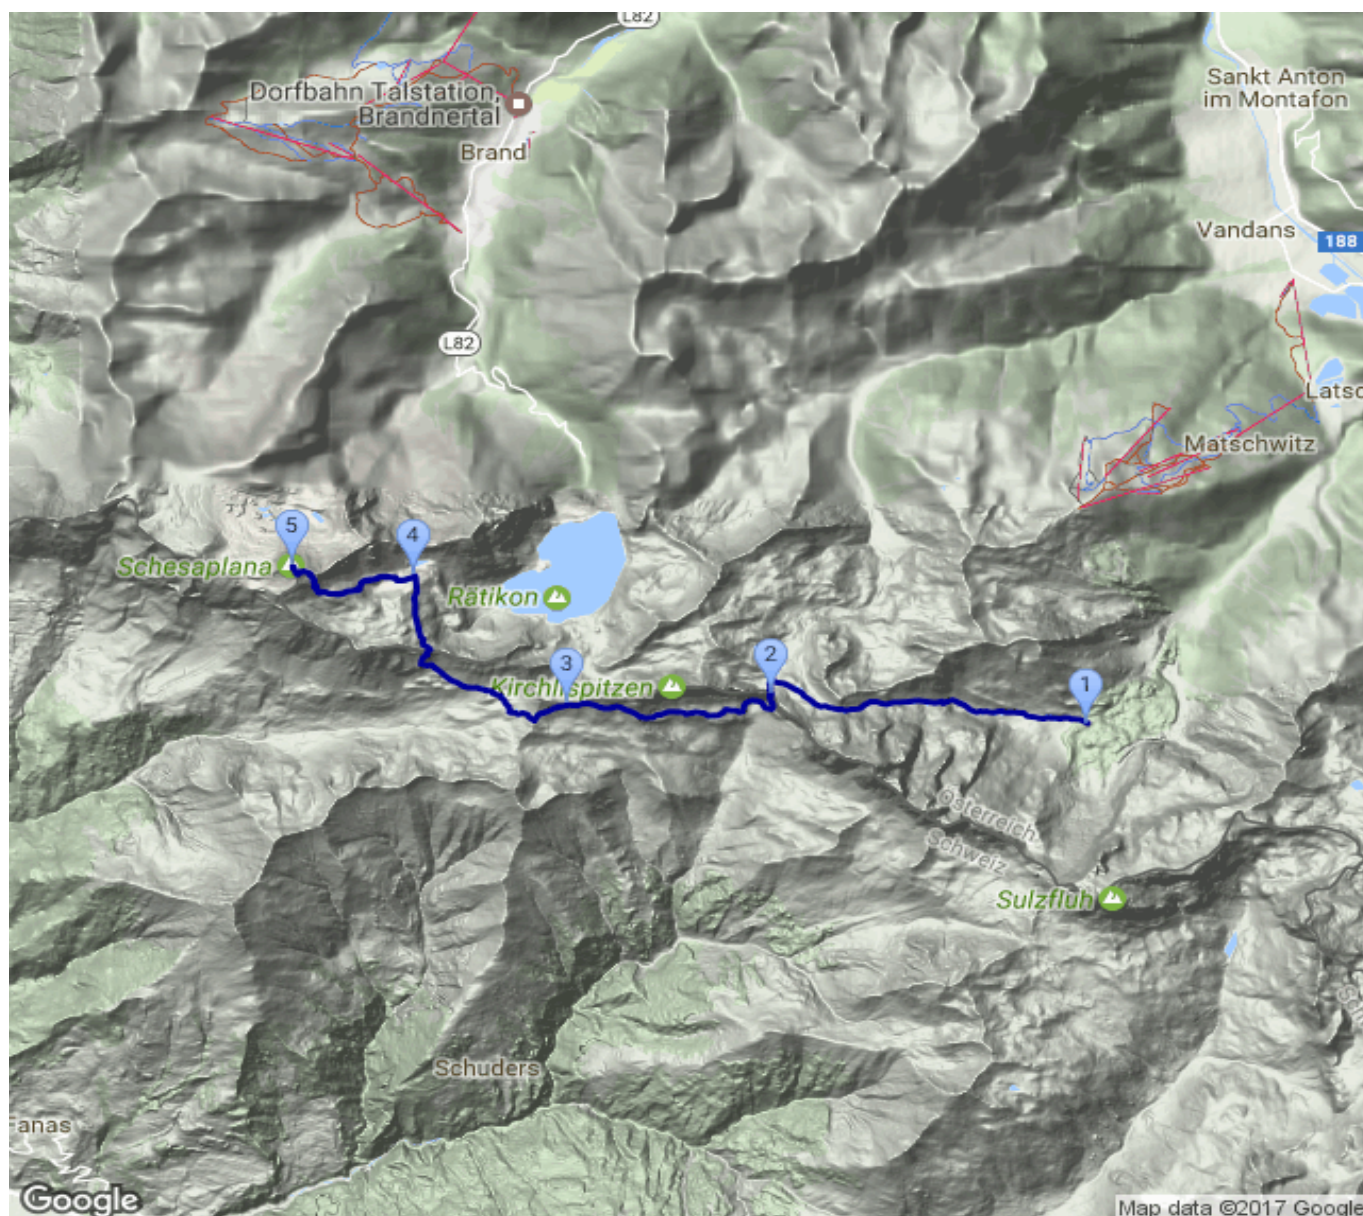 L82
Sankt Anton
im Montafon
Dorfbahn Talstation,
Brandnertal
Brand
Vandans
188
L82
Latsc
Matschwitz
5
4
Schesaplana
Rätikon
3
2
1
Kirchlispitzen
Österreich
Schweiz
Sulzfluh
Schuders
Fanas
Google
Map data ©2017 Google